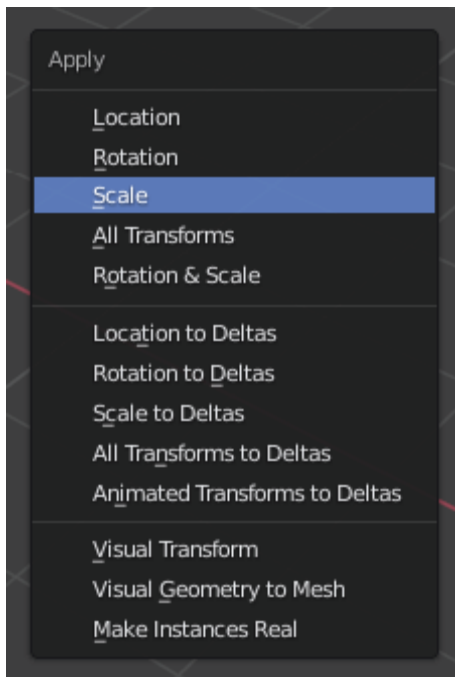 Apply
Location
Rotation
Scale
All Transforms
Rotation & Scale
Location to Deltas
Rotation to Deltas
Scale to Deltas
All Transforms to Deltas
Animated Transforms to Deltas
Visual Transform
Visual Geometry to Mesh
Make Instances Real